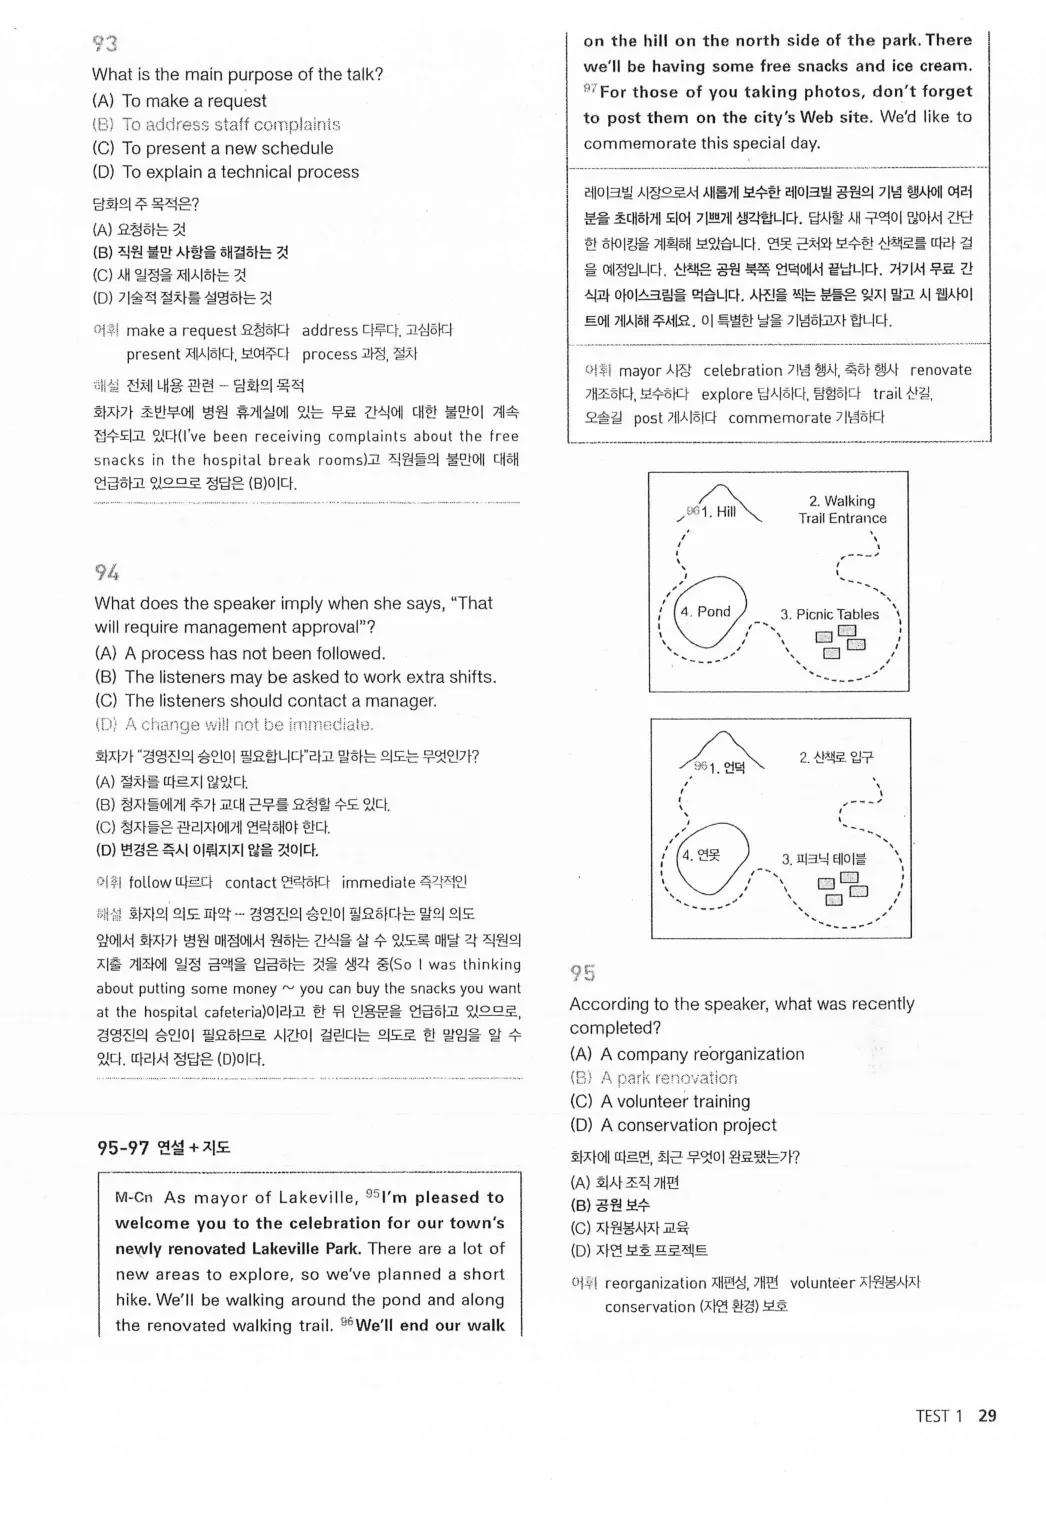 93
What is the main purpose of the talk?
(A) To make a request
(B) To address staff complaints
(C) To present a new schedule
(D) To explain a technical process
담화의 주 목적은?
(A) 요청하는 것
(B) 직원 불만 사항을 해결하는 것
(C) 새 일정을 제시하는 것
(D) 기술적 절차를 설명하는 것
어휘 make a request 요청하다 address 다루다, 고심하다
present 제시하다, 보여주다 process 과정, 절차
해설 전체 내용 관련 – 담화의 목적
화자가 초반부에 병원 휴게실에 있는 무료 간식에 대한 불만이 계속
접수되고 있다(I've been receiving complaints about the free
snacks in the hospital break rooms)고 직원들의 불만에 대해
언급하고 있으므로 정답은 (B)이다.
94
What does the speaker imply when she says, “That
will require management approval”?
(A) A process has not been followed.
(B) The listeners may be asked to work extra shifts.
(C) The listeners should contact a manager.
(D) A change will not be immediate.
화자가 “경영진의 승인이 필요합니다”라고 말하는 의도는 무엇인가?
(A) 절차를 따르지 않았다.
(B) 청자들에게 추가 교대 근무를 요청할 수도 있다.
(C) 청자들은 관리자에게 연락해야 한다.
(D) 변경은 즉시 이뤄지지 않을 것이다.
어휘 follow 따르다 contact 연락하다 immediate 즉각적인
해설 화자의 의도 파악 – 경영진의 승인이 필요하다는 말의 의도
앞에서 화자가 병원 매점에서 원하는 간식을 살 수 있도록 매달 각 직원의
지출 계좌에 일정 금액을 입금하는 것을 생각 중(So I was thinking
about putting some money ~ you can buy the snacks you want
at the hospital cafeteria)이라고 한 뒤 인용문을 언급하고 있으므로,
경영진의 승인이 필요하므로 시간이 걸린다는 의도로 한 말임을 알 수
있다. 따라서 정답은 (D)이다.
95-97 연설 + 지도
M-Cn As mayor of Lakeville, 95I'm pleased to
welcome you to the celebration for our town's
newly renovated Lakeville Park. There are a lot of
new areas to explore, so we've planned a short
hike. We'll be walking around the pond and along
the renovated walking trail. 96We'll end our walk
on the hill on the north side of the park. There
we'll be having some free snacks and ice cream.
97For those of you taking photos, don't forget
to post them on the city's Web site. We'd like to
commemorate this special day.
레이크빌 시장으로서 새롭게 보수한 레이크빌 공원의 기념 행사에 여러
분을 초대하게 되어 기쁘게 생각합니다. 답사할 새 구역이 많아서 간단
한 하이킹을 계획해 보았습니다. 연못 근처와 보수한 산책로를 따라 걸
을 예정입니다. 산책은 공원 북쪽 언덕에서 끝납니다. 거기서 무료 간
식과 아이스크림을 먹습니다. 사진을 찍는 분들은 잊지 말고 시 웹사이
트에 게시해 주세요. 이 특별한 날을 기념하고자 합니다.
어휘 mayor 시장 celebration 기념 행사, 축하 행사 renovate
개조하다, 보수하다 explore 답사하다, 탐험하다 trail 산길,
오솔길 post 게시하다 commemorate 기념하다
96 1. Hill
2. Walking
Trail Entrance
4. Pond
3. Picnic Tables
96 1. 언덕
2. 산책로 입구
4. 연못
3. 피크닉 테이블
95
According to the speaker, what was recently
completed?
(A) A company reorganization
(B) A park renovation
(C) A volunteer training
(D) A conservation project
화자에 따르면, 최근 무엇이 완료됐는가?
(A) 회사 조직 개편
(B) 공원 보수
(C) 자원봉사자 교육
(D) 자연 보호 프로젝트
어휘 reorganization 재편성, 개편 volunteer 자원봉사자
conservation (자연 환경) 보호
TEST 1 29